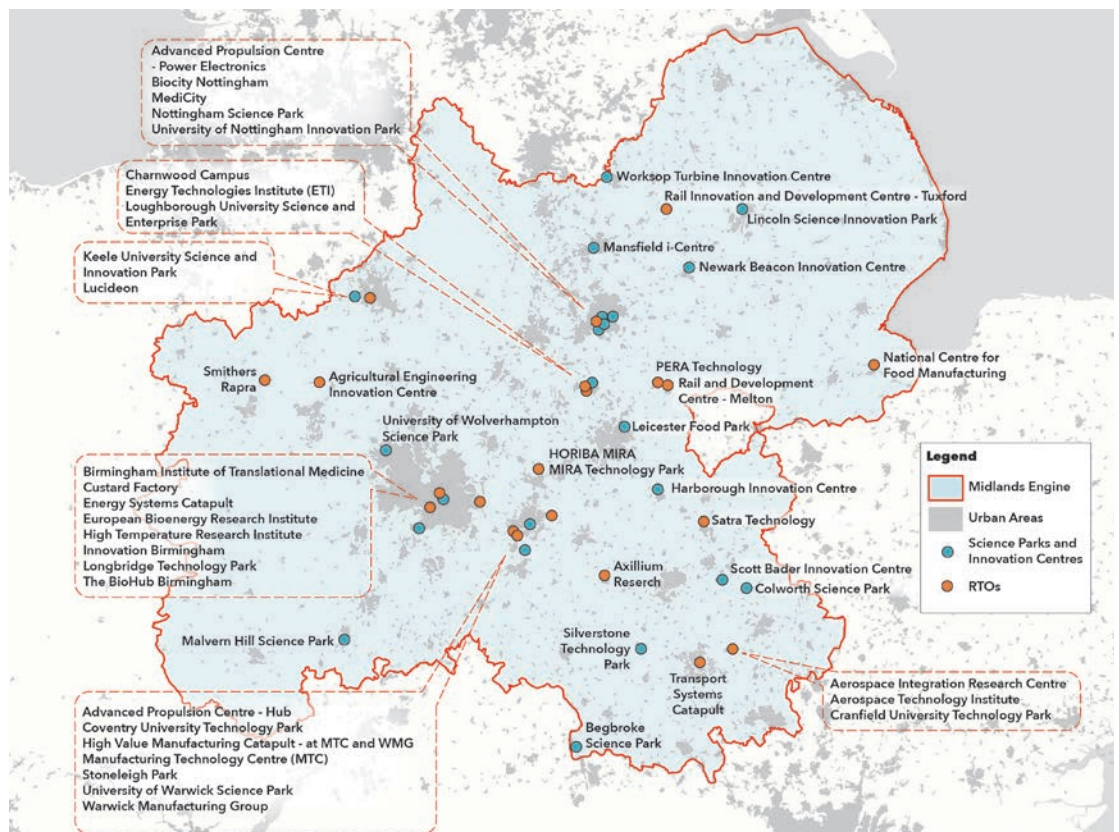 Advanced Propulsion Centre
- Power Electronics
Biocity Nottingham
MediCity
Nottingham Science Park
University of Nottingham Innovation Park
Charnwood Campus
Energy Technologies Institute (ETI)
Loughborough University Science and
Enterprise Park
Keele University Science and
Innovation Park
Lucideon
Worksop Turbine Innovation Centre
Rail Innovation and Development Centre - Tuxford
Lincoln Science Innovation Park
Mansfield i-Centre
Newark Beacon Innovation Centre
National Centre for
Food Manufacturing
Smithers
Rapra
Agricultural Engineering
Innovation Centre
PERA Technology
Rail and Development
Centre - Melton
University of Wolverhampton
Science Park
Leicester Food Park
HORIBA MIRA
MIRA Technology Park
Harborough Innovation Centre
Satra Technology
Birmingham Institute of Translational Medicine
Custard Factory
Energy Systems Catapult
European Bioenergy Research Institute
High Temperature Research Institute
Innovation Birmingham
Longbridge Technology Park
The BioHub Birmingham
Legend
Midlands Engine
Urban Areas
Science Parks and
Innovation Centres
RTOs
Axillium
Reserch
Scott Bader Innovation Centre
Colworth Science Park
Malvern Hill Science Park
Silverstone
Technology
Park
Transport
Systems
Catapult
Aerospace Integration Research Centre
Aerospace Technology Institute
Cranfield University Technology Park
Begbroke
Science Park
Advanced Propulsion Centre - Hub
Coventry University Technology Park
High Value Manufacturing Catapult - at MTC and WMG
Manufacturing Technology Centre (MTC)
Stoneleigh Park
University of Warwick Science Park
Warwick Manufacturing Group